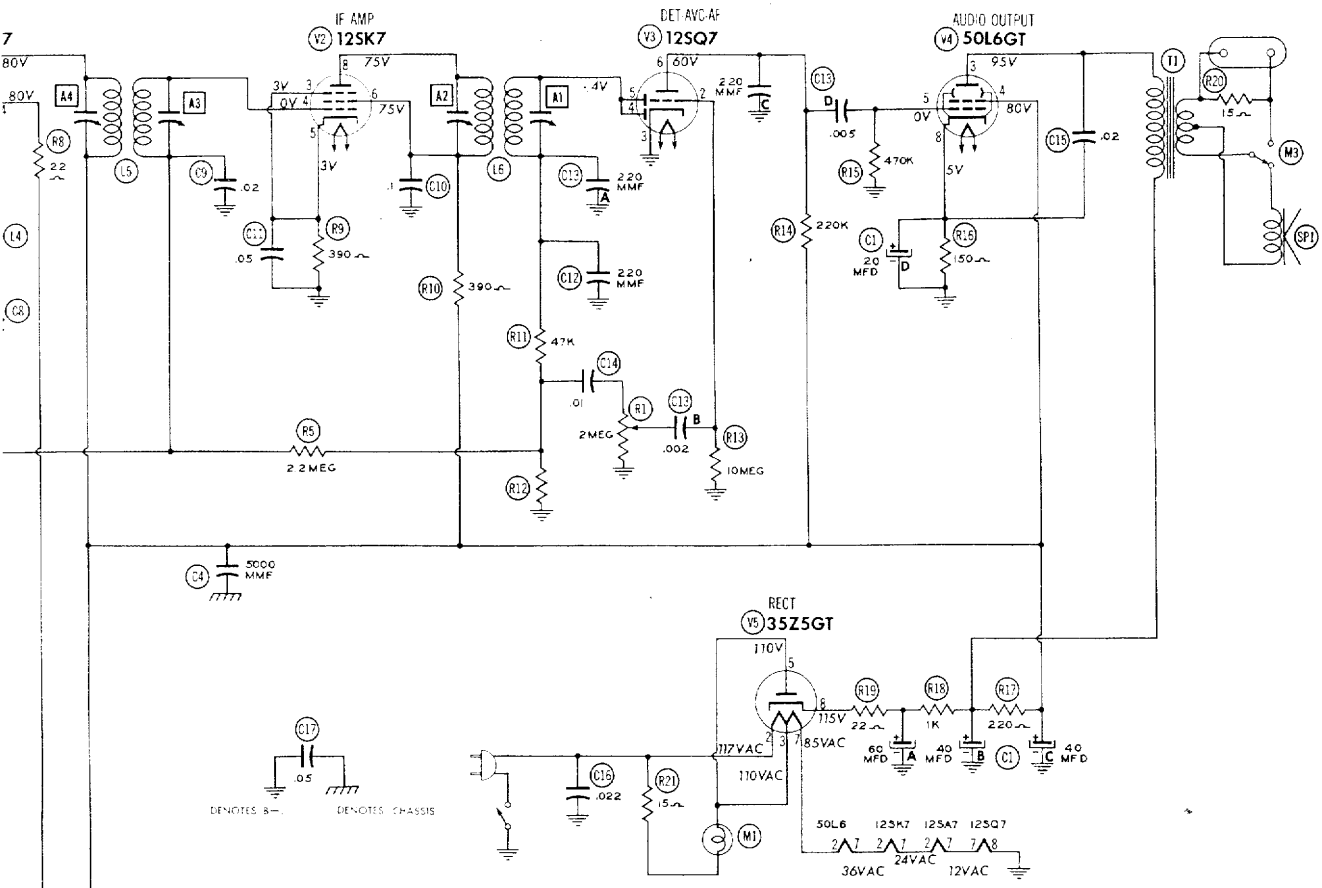 IF AMP
V2 12SK7
DET-AVC-AF
V3 12SQ7
AUDIO OUTPUT
V4 50L6GT
7
80V
80V
R8
22
Ω
L4
C8
A4
L5
A3
C9
.02
3V
0V
8
3
4
5
6
75V
75V
3V
C11
.05
R9
390 Ω
.1
C10
A2
L6
A1
.4V
R10
390 Ω
C13
220
MMF
A
C12
220
MMF
R11
47K
C14
.01
R1
2MEG
C13
B
.002
R13
10MEG
R5
2.2MEG
R12
6
60V
5
4
2
3
220
MMF
C
C13
D
.005
R15
470K
R14
220K
3
95V
5
0V
4
80V
8
5V
C1
20
MFD
D
R16
150Ω
C15
.02
T1
R20
15Ω
M3
SP1
C4
5000
MMF
RECT
V5 35Z5GT
110V
5
8
115V
2
3
7
117VAC
85VAC
110VAC
R19
22Ω
R18
1K
R17
220Ω
60
MFD
A
40
MFD
B
C1
C
40
MFD
C17
.05
DENOTES B—.
DENOTES CHASSIS
C16
.022
R21
15Ω
M1
50L6 12SK7 12SA7 12SQ7
2 7 2 7 2 7 7 8
36VAC
24VAC
12VAC